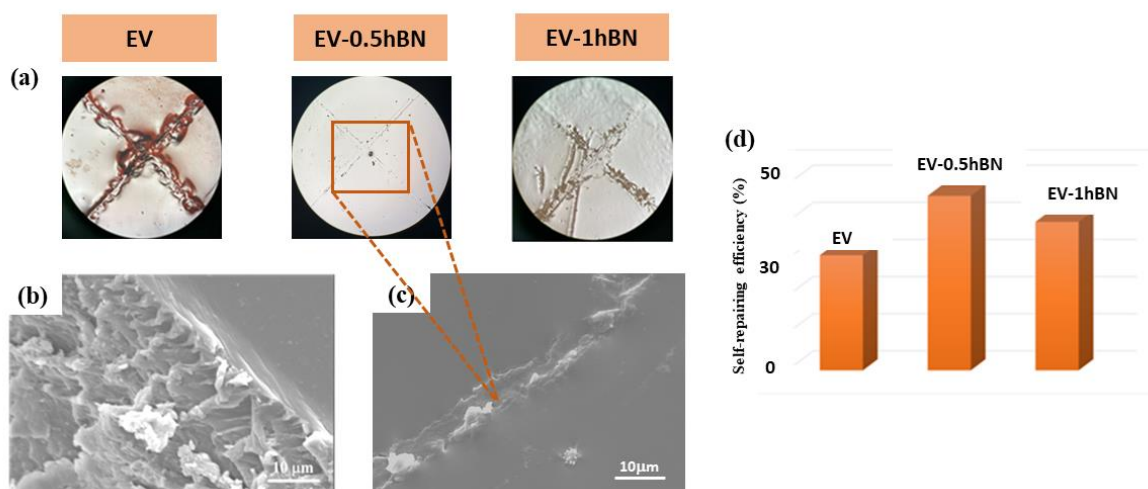 EV
EV-0.5hBN
EV-1hBN
(a)
(b)
10 μm
(c)
10μm
(d)
Self-repairing efficiency (%)
50
30
0
EV
EV-0.5hBN
EV-1hBN